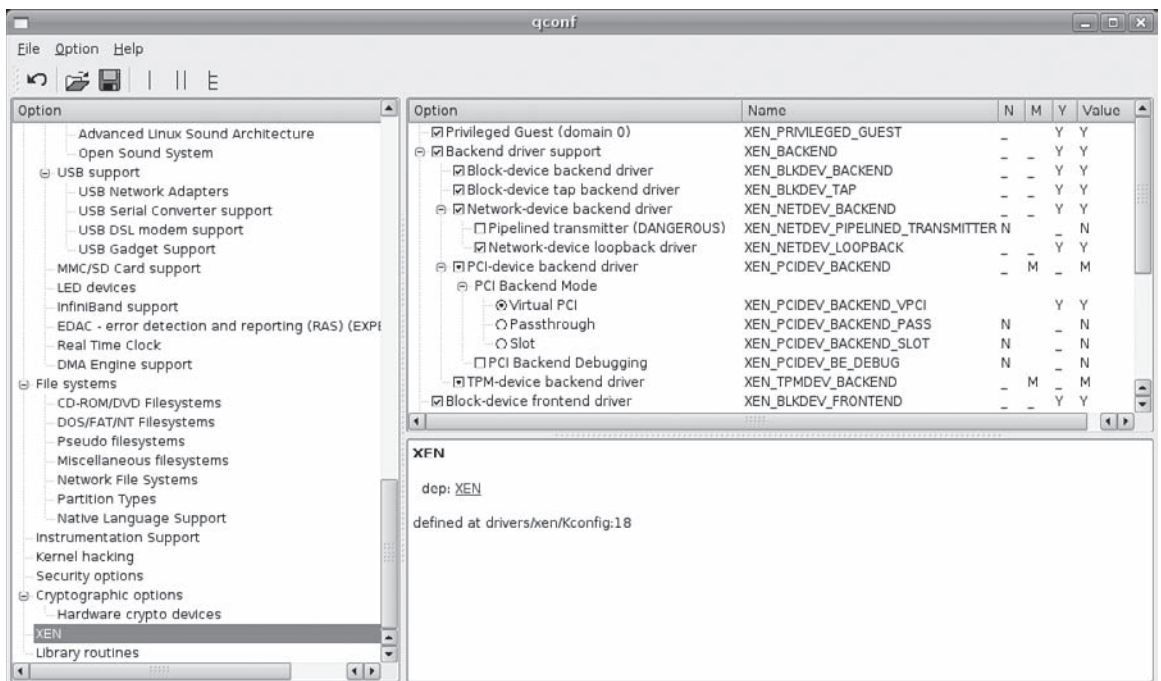 qconf
File Option Help
Option
Advanced Linux Sound Architecture
Open Sound System
USB support
USB Network Adapters
USB Serial Converter support
USB DSL modem support
USB Gadget Support
MMC/SD Card support
LED devices
InfiniBand support
EDAC - error detection and reporting (RAS) (EXPE
Real Time Clock
DMA Engine support
File systems
CD-ROM/DVD Filesystems
DOS/FAT/NT Filesystems
Pseudo filesystems
Miscellaneous filesystems
Network File Systems
Partition Types
Native Language Support
Instrumentation Support
Kernel hacking
Security options
Cryptographic options
Hardware crypto devices
XEN
Library routines
Option Name N M Y Value
Privileged Guest (domain 0) XEN_PRIVILEGED_GUEST _ Y Y
Backend driver support XEN_BACKEND _ _ Y Y
Block-device backend driver XEN_BLKDEV_BACKEND _ _ Y Y
Block-device tap backend driver XEN_BLKDEV_TAP _ _ Y Y
Network-device backend driver XEN_NETDEV_BACKEND _ _ Y Y
Pipelined transmitter (DANGEROUS) XEN_NETDEV_PIPELINED_TRANSMITTER N _ N
Network-device loopback driver XEN_NETDEV_LOOPBACK _ _ Y Y
PCI-device backend driver XEN_PCIDEV_BACKEND _ M _ M
PCI Backend Mode
Virtual PCI XEN_PCIDEV_BACKEND_VPCI Y Y
Passthrough XEN_PCIDEV_BACKEND_PASS N _ N
Slot XEN_PCIDEV_BACKEND_SLOT N _ N
PCI Backend Debugging XEN_PCIDEV_BE_DEBUG N _ N
TPM-device backend driver XEN_TPMDEV_BACKEND _ M _ M
Block-device frontend driver XEN_BLKDEV_FRONTEND _ _ Y Y
XEN
dep: XEN
defined at drivers/xen/Kconfig:18